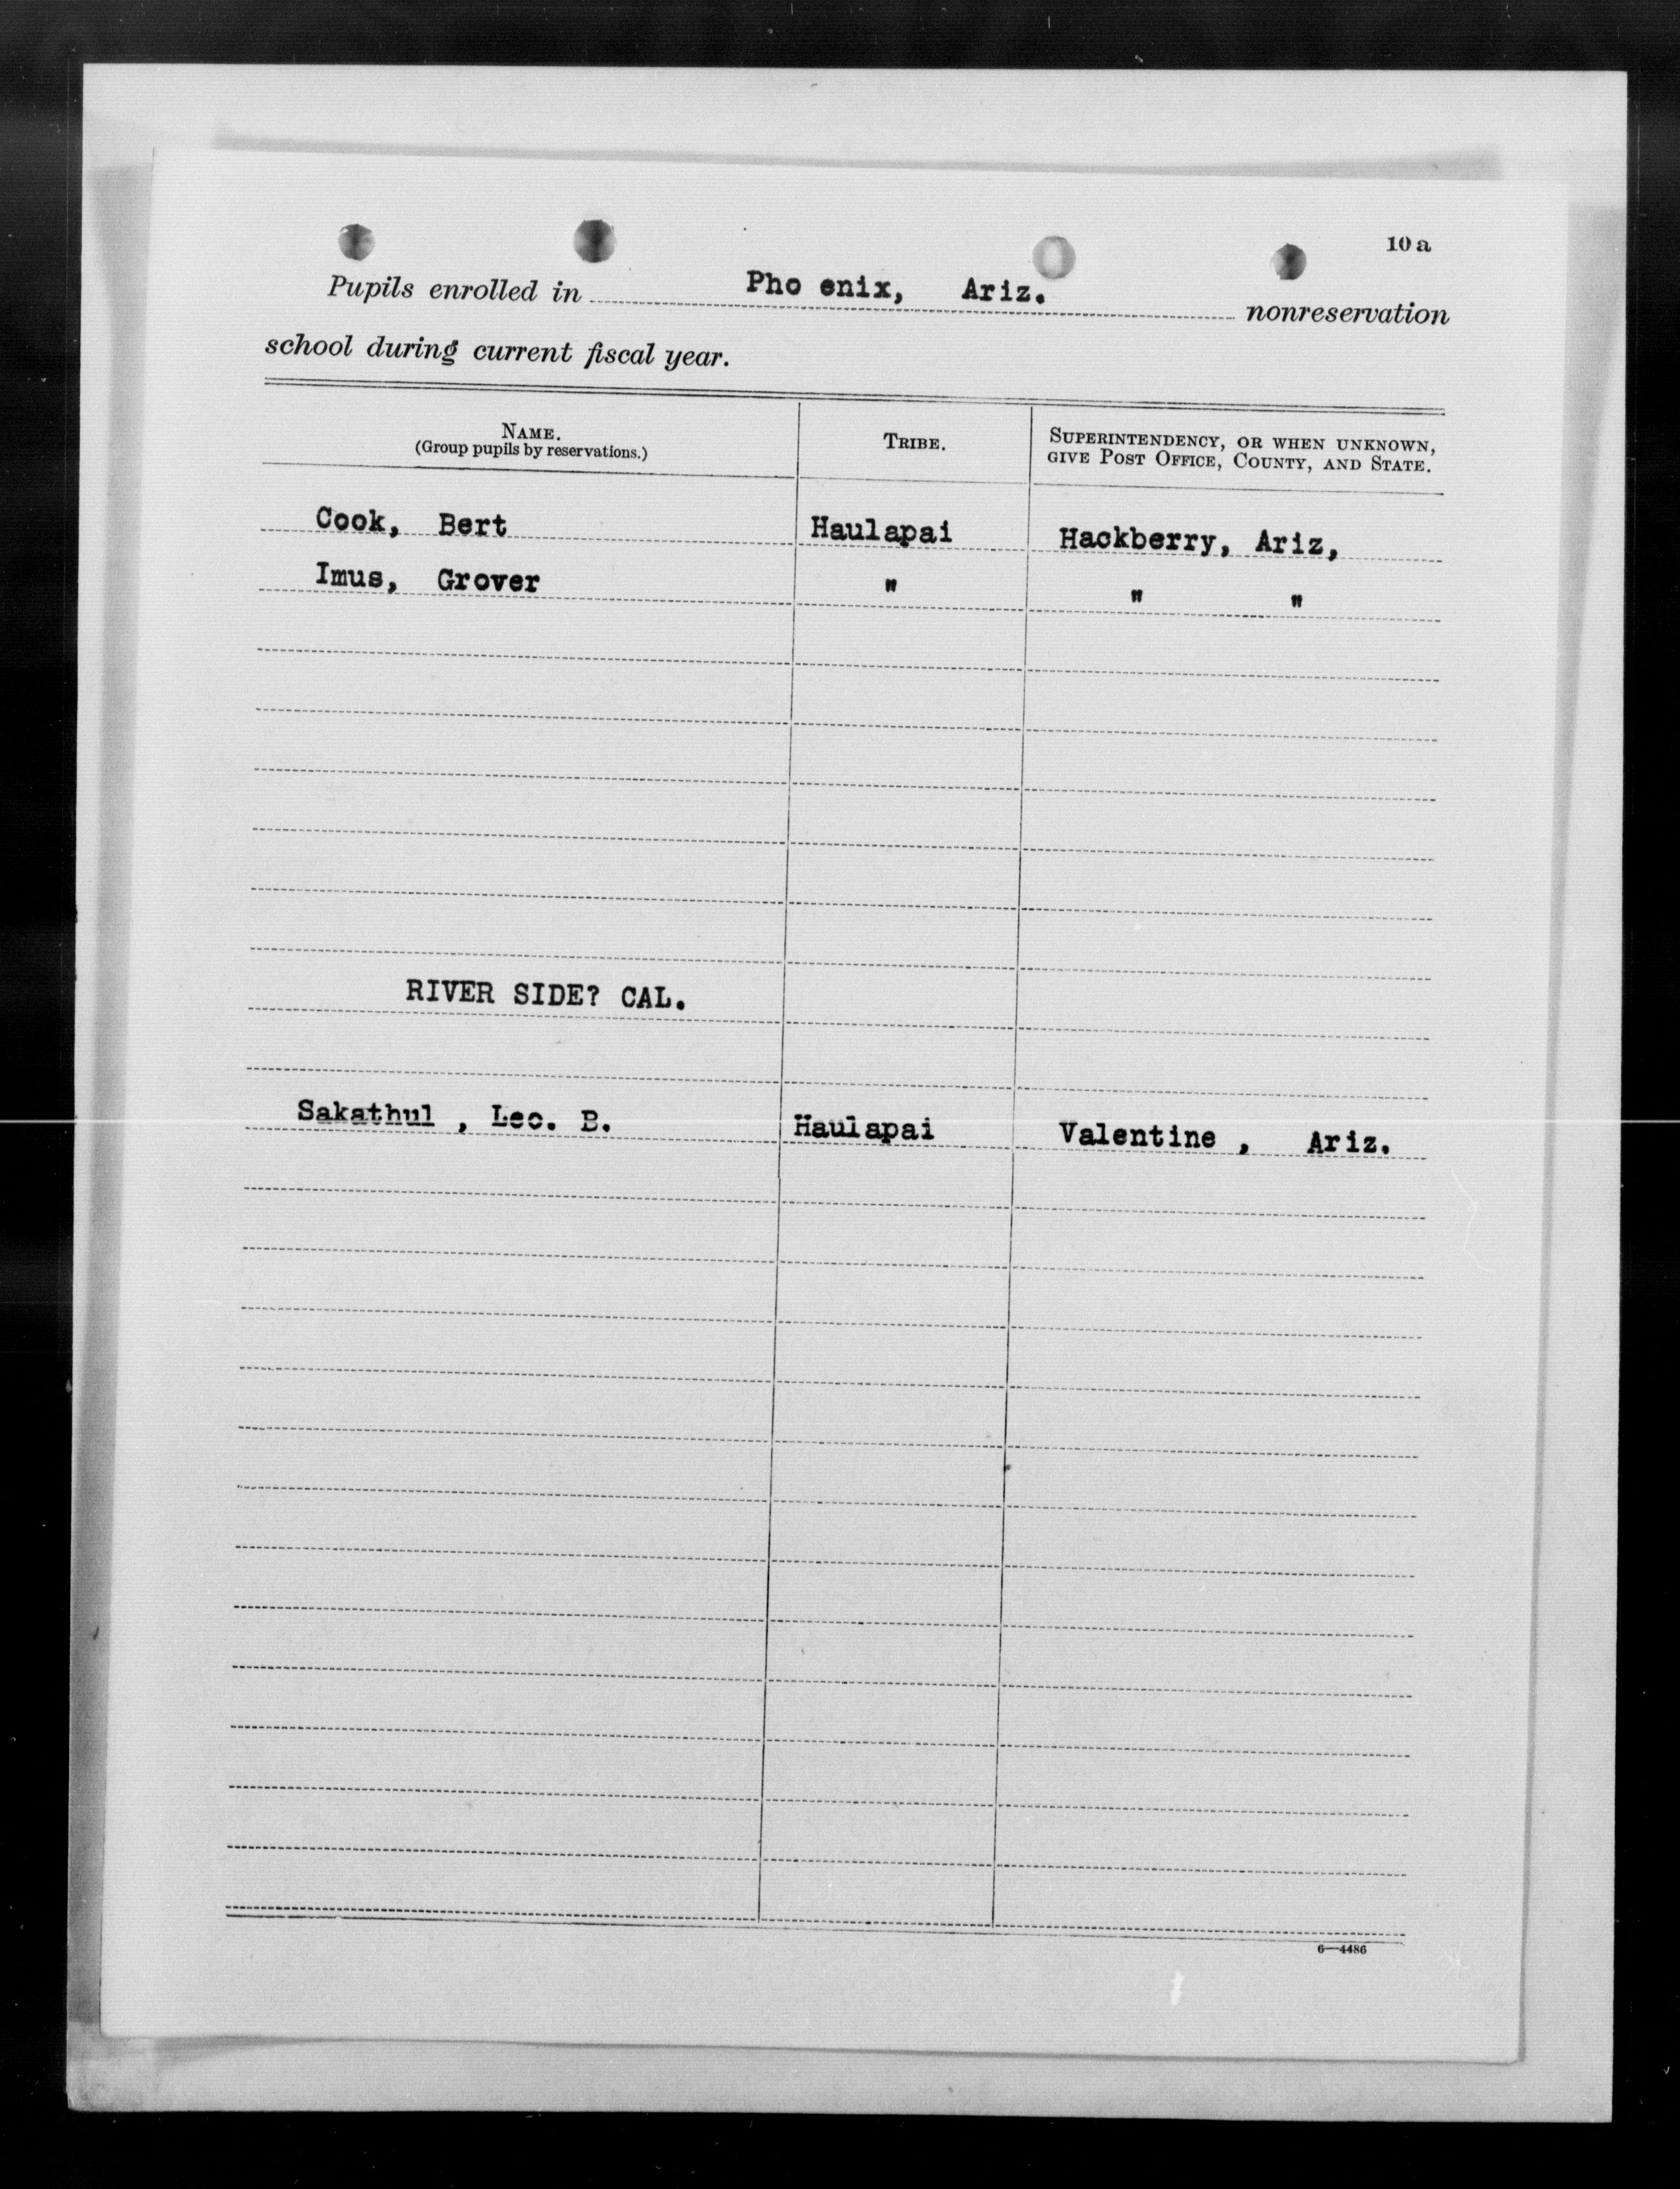 10a
Pupils enrolled in Pho enix, Ariz. nonreservation
school during current fiscal year.
NAME. TRIBE. SUPERINTENDENCY, OR WHEN UNKNOWN,
(Group pupils by reservations.) GIVE POST OFFICE, COUNTY, AND STATE.
Cook, Bert Haulapai Hackberry, Ariz,
Imus, Grover " " "
RIVER SIDE? CAL.
Sakathul , Leo. B. Haulapai Valentine , Ariz.
6—4486